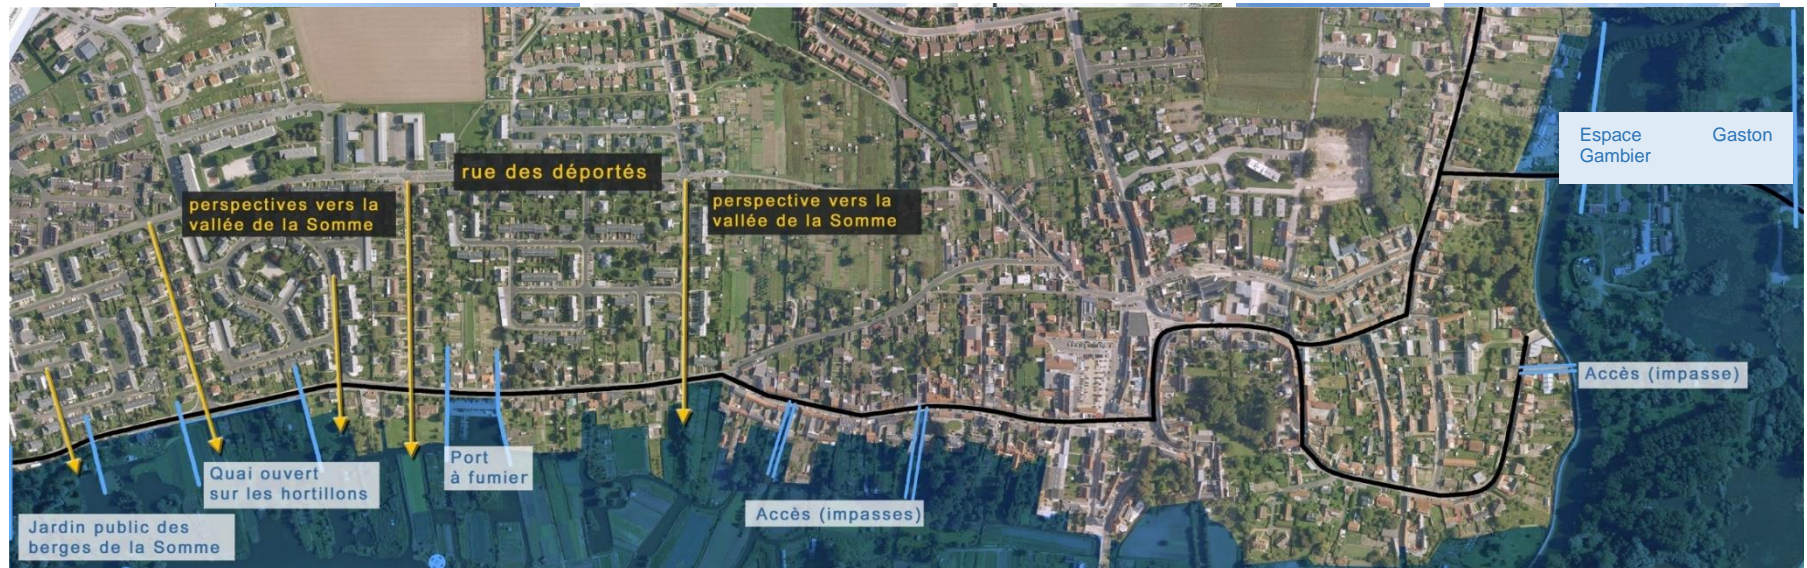 Espace Gaston
Gambier
rue des déportés
perspectives vers la
vallée de la Somme
perspective vers la
vallée de la Somme
Accès (impasse)
Port
à fumier
Quai ouvert
sur les hortillons
Accès (impasses)
Jardin public des
berges de la Somme